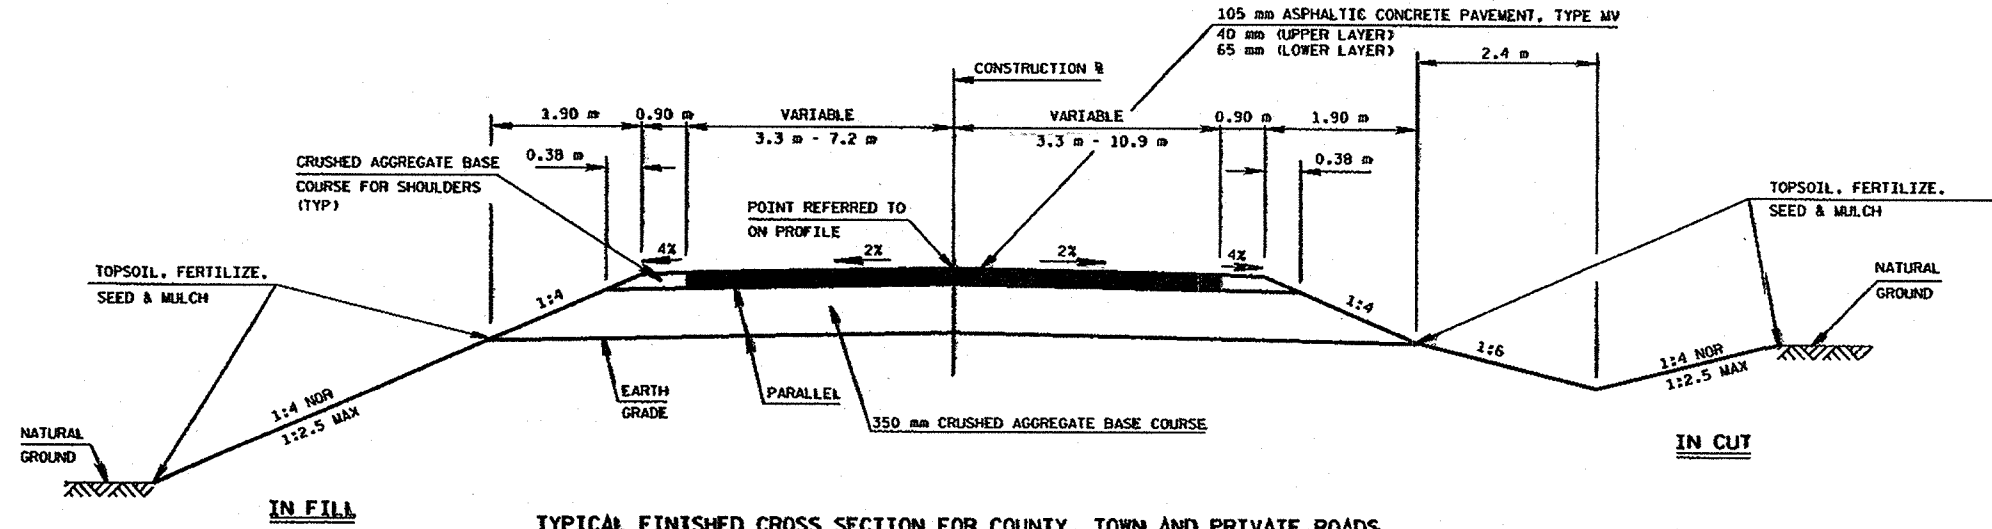 105 mm ASPHALTIC CONCRETE PAVEMENT, TYPE MV
40 mm (UPPER LAYER)
65 mm (LOWER LAYER)
2.4 m
CONSTRUCTION ℄
1.90 m
0.90 m
VARIABLE
3.3 m - 7.2 m
VARIABLE
3.3 m - 10.9 m
0.90 m
1.90 m
0.38 m
0.38 m
CRUSHED AGGREGATE BASE
COURSE FOR SHOULDERS
(TYP)
TOPSOIL, FERTILIZE,
SEED & MULCH
POINT REFERRED TO
ON PROFILE
4%
2%
2%
4%
TOPSOIL, FERTILIZE,
SEED & MULCH
NATURAL
GROUND
1:4
1:4
1:6
1:4 NOR
1:2.5 MAX
EARTH
GRADE
PARALLEL
350 mm CRUSHED AGGREGATE BASE COURSE
1:4 NOR
1:2.5 MAX
NATURAL
GROUND
IN CUT
IN FILL
TYPICAL FINISHED CROSS SECTION FOR COUNTY, TOWN AND PRIVATE ROADS